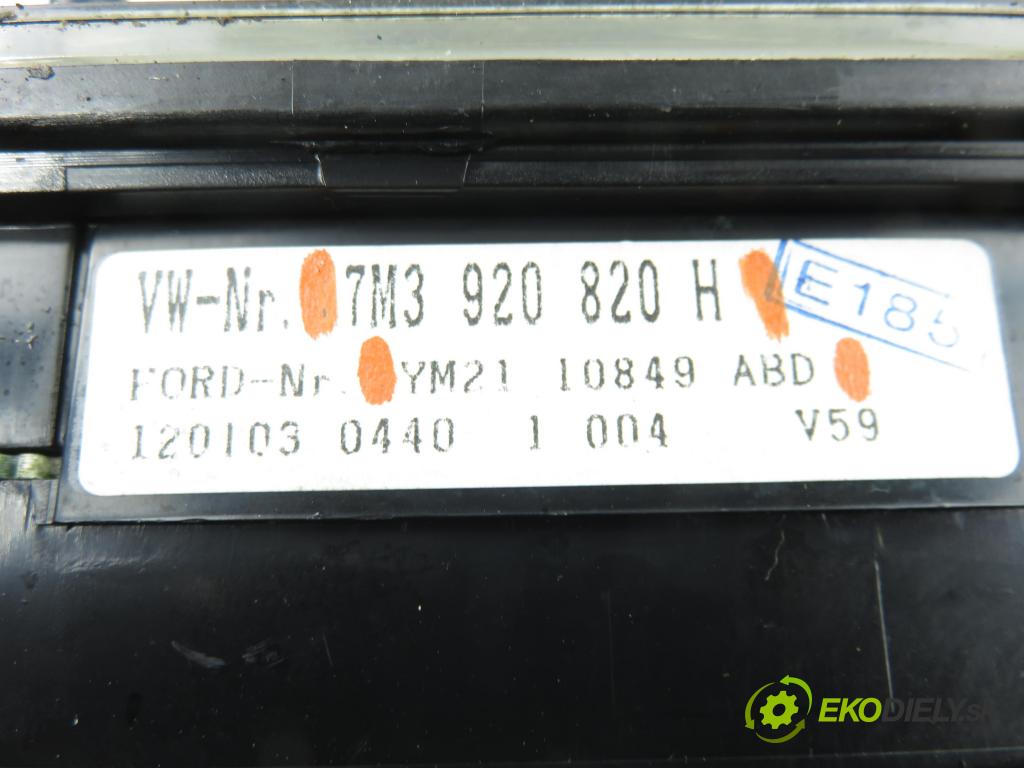 VW-Nr. 7M3 920 820 H
E185
FORD-Nr. YM21 10849 ABD
120103 0440 1 004 V59
EKODIELY.sk